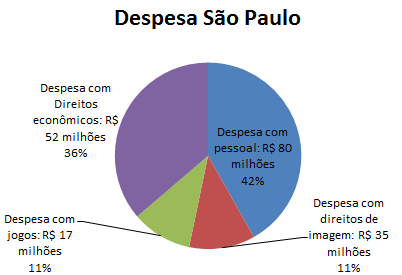 Despesa São Paulo
Despesa com
Direitos
econômicos: R$
52 milhões
36%
Despesa com
pessoal: R$ 80
milhões
42%
Despesa com
jogos: R$ 17
milhões
11%
Despesa com
direitos de
imagem: R$ 35
milhões
11%